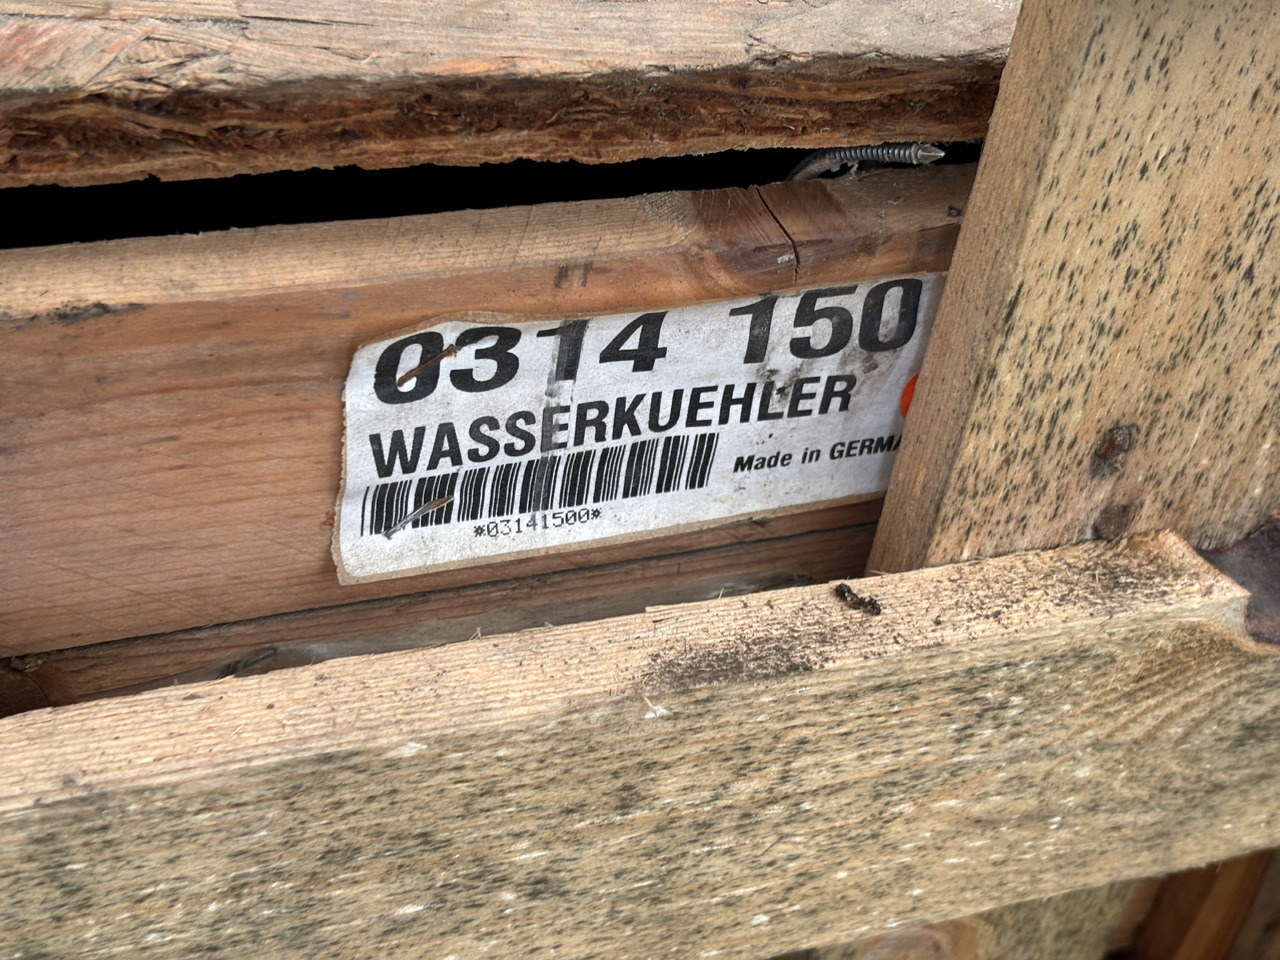 0314 150
WASSERKUEHLER
Made in GERMA
*03141500*